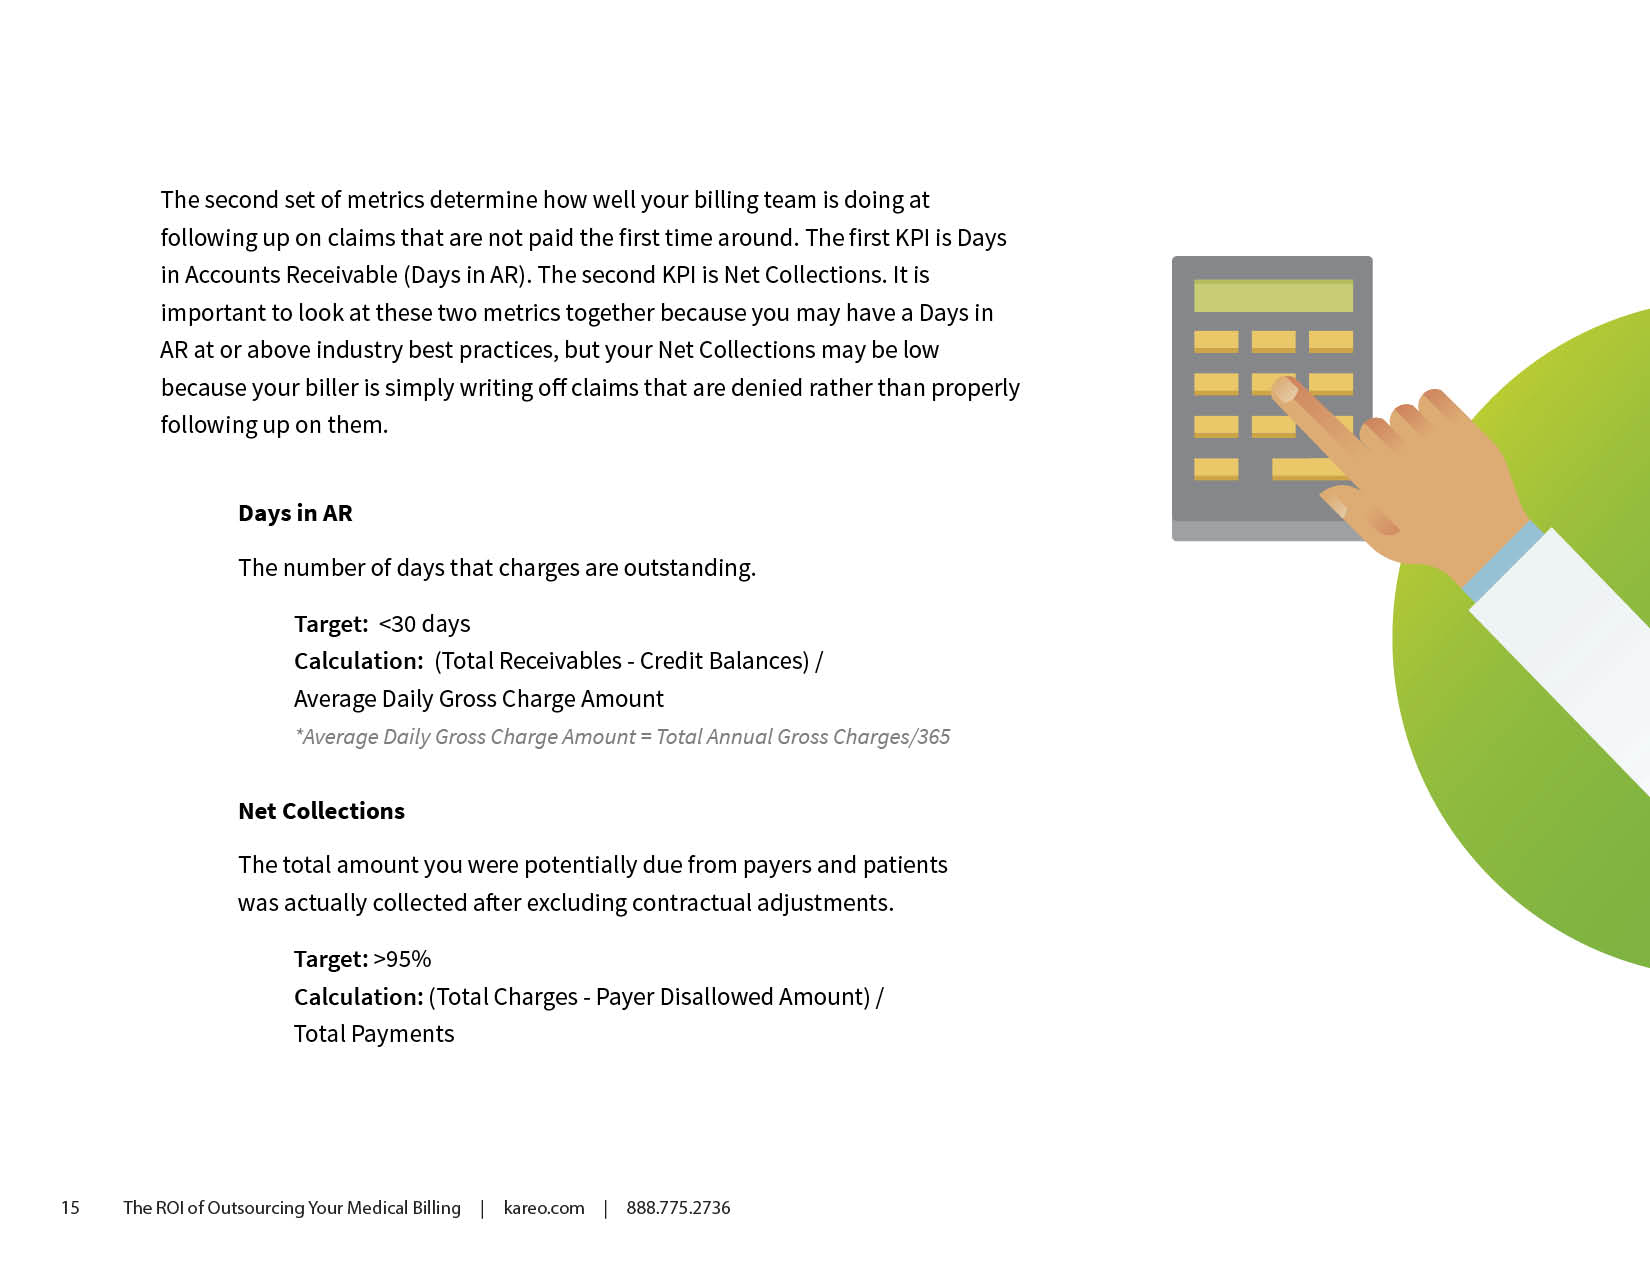 The second set of metrics determine how well your billing team is doing at
following up on claims that are not paid the first time around. The first KPI is Days
in Accounts Receivable (Days in AR). The second KPI is Net Collections. It is
important to look at these two metrics together because you may have a Days in
AR at or above industry best practices, but your Net Collections may be low
because your biller is simply writing off claims that are denied rather than properly
following up on them.
Days in AR
The number of days that charges are outstanding.
Target: <30 days
Calculation: (Total Receivables - Credit Balances) /
Average Daily Gross Charge Amount
*Average Daily Gross Charge Amount = Total Annual Gross Charges/365
Net Collections
The total amount you were potentially due from payers and patients
was actually collected after excluding contractual adjustments.
Target: >95%
Calculation: (Total Charges - Payer Disallowed Amount) /
Total Payments
15 The ROI of Outsourcing Your Medical Billing | kareo.com | 888.775.2736